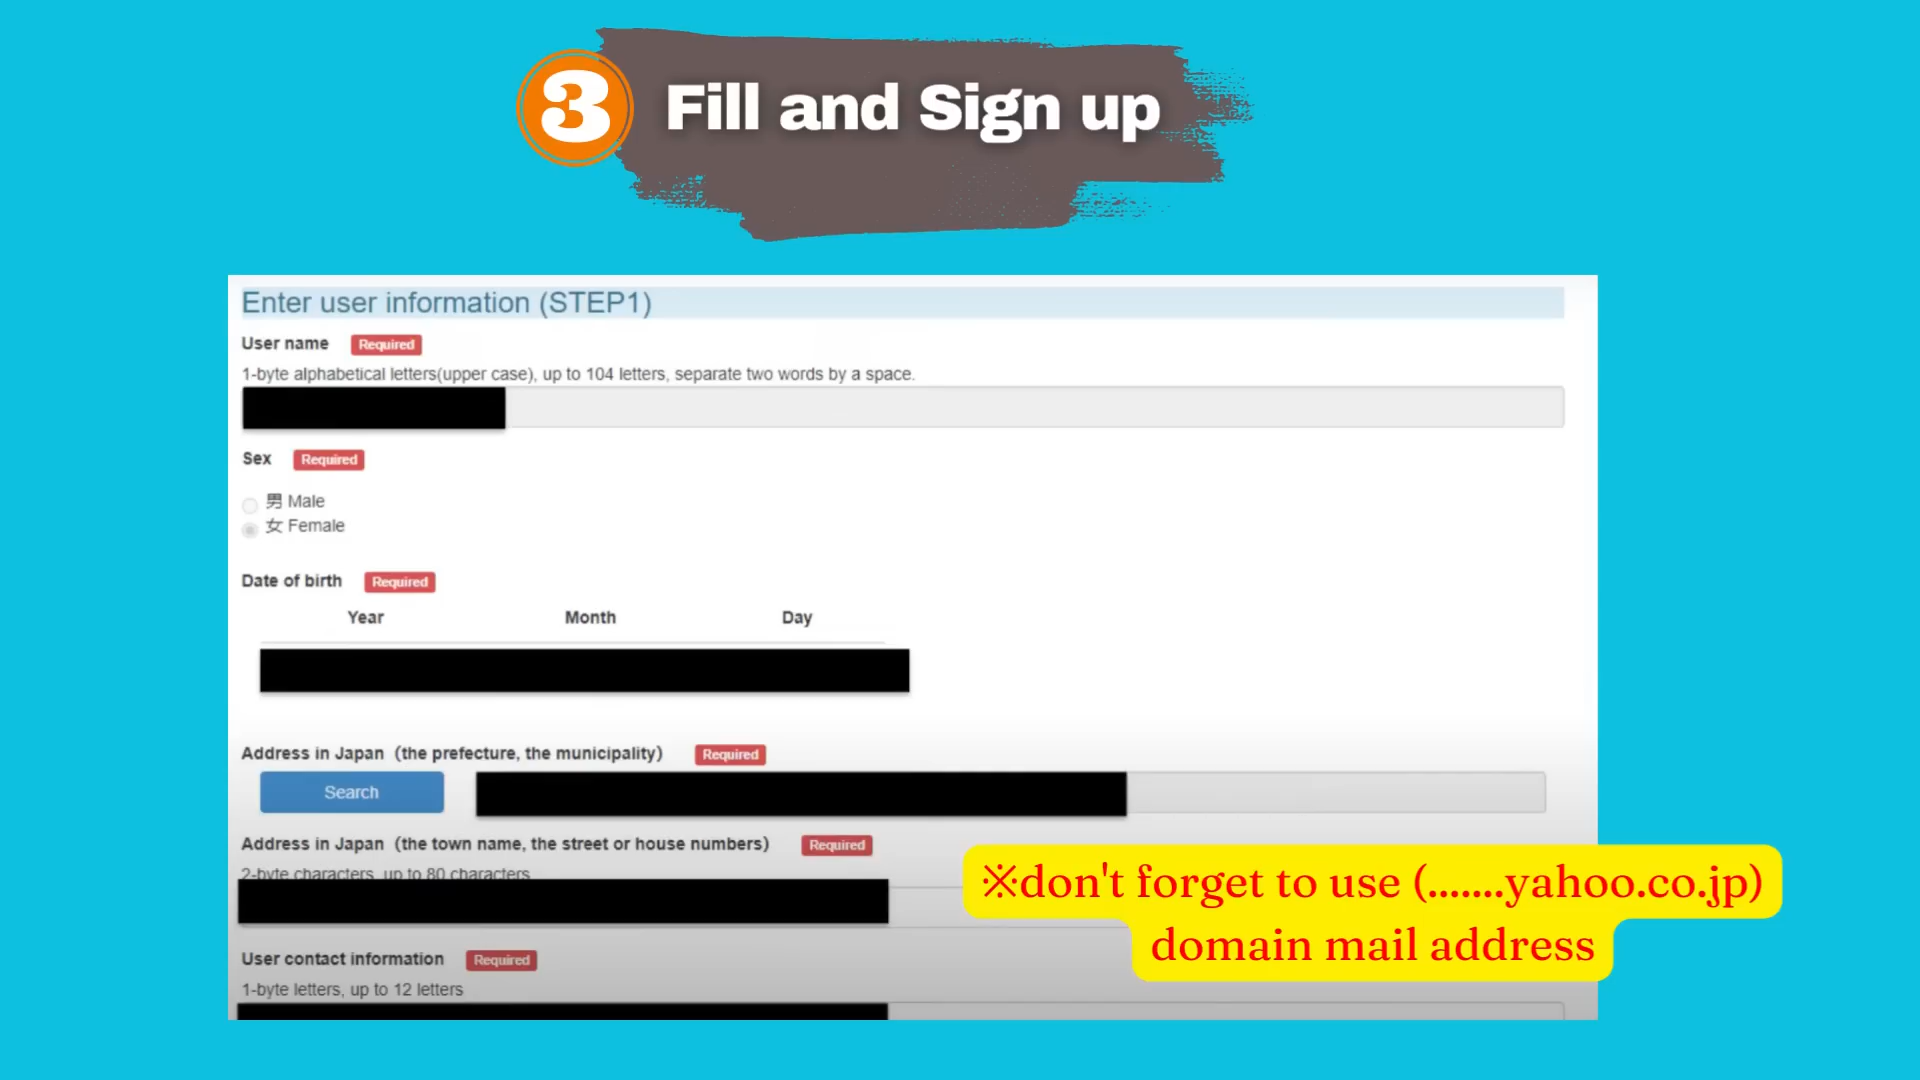 3 Fill and Sign up
Enter user information (STEP1)
User name Required
1-byte alphabetical letters(upper case), up to 104 letters, separate two words by a space.
Sex Required
男 Male
女 Female
Date of birth Required
Year Month Day
Address in Japan (the prefecture, the municipality) Required
Search
Address in Japan (the town name, the street or house numbers) Required
2-byte characters, up to 80 characters
※don't forget to use (.......yahoo.co.jp)
domain mail address
User contact information Required
1-byte letters, up to 12 letters